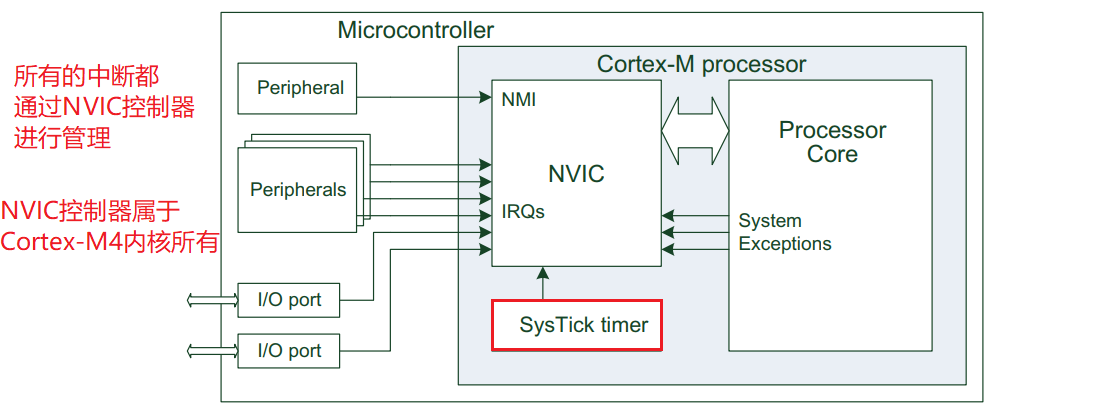 Microcontroller
所有的中断都
通过NVIC控制器
进行管理
Cortex-M processor
Peripheral
NMI
Processor
Core
NVIC
Peripherals
IRQs
NVIC控制器属于
Cortex-M4内核所有
System
Exceptions
I/O port
SysTick timer
I/O port